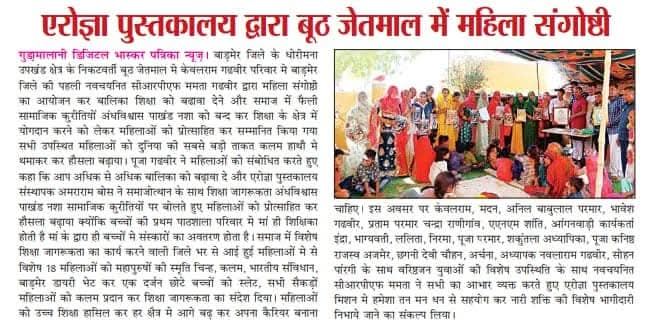 एरोज्ञा पुस्तकालय द्वारा बूठ जेतमाल में महिला संगोष्ठी
गुड़ामालानी डिजिटल भास्कर पत्रिका न्यूज़। बाड़मेर जिले के धोरीमना
उपखंड क्षेत्र के निकटवर्ती बूठ जेतमाल में केवलराम गढवीर परिवार मे बाड़मेर
जिले की पहली नवचयनित सीआरपीएफ ममता गढवीर द्वारा महिला संगोष्ठी
का आयोजन कर बालिका शिक्षा को बढावा देने और समाज में फैली
सामाजिक कुरीतियाँ अंधविश्वास पाखंड नशा को बन्द कर शिक्षा के क्षेत्र में
योगदान करने को लेकर महिलाओं को प्रोत्साहित कर सम्मानित किया गया
सभी उपस्थित महिलाओं को दुनिया की सबसे बड़ी ताकत कलम हाथौ मे
थमाकर कर हौसला बढ़ाया। पूजा गढवीर ने महिलाओं को संबोधित करते हुए
कहा कि आप अधिक से अधिक बालिका को बढ़ावा दे और एरोज्ञा पुस्तकालय
संस्थापक अमराराम बोस ने समाजोत्थान के साथ शिक्षा जागरूकता अंधविश्वास
पाखंड नशा सामाजिक कुरीतियों पर बोलते हुए महिलाओं को प्रोत्साहित कर
हौसला बढ़ाया क्योंकि बच्चों की प्रथम पाठशाला परिवार मे मां ही शिक्षिका
होती है मां के द्वारा ही बच्चों मे संस्कारों का अवतरण होता है। समाज में विशेष
शिक्षा जागरूकता का कार्य करने वाली जिले भर से आई हुई महिलाओं मे से
विशेष 18 महिलाओं को महापुरुषों की स्मृति चिन्ह, कलम, भारतीय संविधान,
बाड़मेर डायरी भेट कर एक दर्जन छोटे बच्चों को स्लेट, सभी सैकड़ों
महिलाओं को कलम प्रदान कर शिक्षा जागरूकता का संदेश दिया। महिलाओं
को उच्च शिक्षा हासिल कर हर क्षैत्र मे आगे बढ़ कर अपना कैरियर बनाना
चाहिए। इस अवसर पर केवलराम, मदन, अनिल बाबुलाल परमार, भावेश
गढवीर, प्रताम परमार चन्द्रा राणीगांव, एएनएम शांति, आंगनवाड़ी कार्यकर्ता
इंद्रा, भाग्यवती, ललिता, निरमा, पूजा परमार, शकुंतला अध्यापिका, पूजा कनिष्ठ
राजस्व अजमेर, छगनी देवी चौहन, अर्चना, अध्यापक नवलाराम गढवीर, सोहन
पांरगी के साथ वरिष्ठजन युवाओं की विशेष उपस्थिति के साथ नवचयनित
सीआरपीएफ ममता ने सभी का आभार व्यक्त करते हुए एरोज्ञा पुस्तकालय
मिशन मे हमेशा तन मन धन से सहयोग कर नारी शक्ति की विशेष भागीदारी
निभाये जाने का संकल्प लिया।